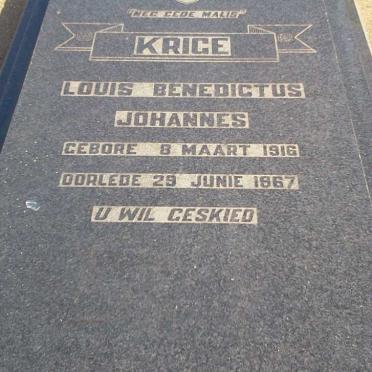 "NEC CEDE MALIS"
KRIGE
LOUIS BENEDICTUS
JOHANNES
GEBORE 8 MAART 1916
OORLEDE 29 JUNIE 1967
U WIL GESKIED